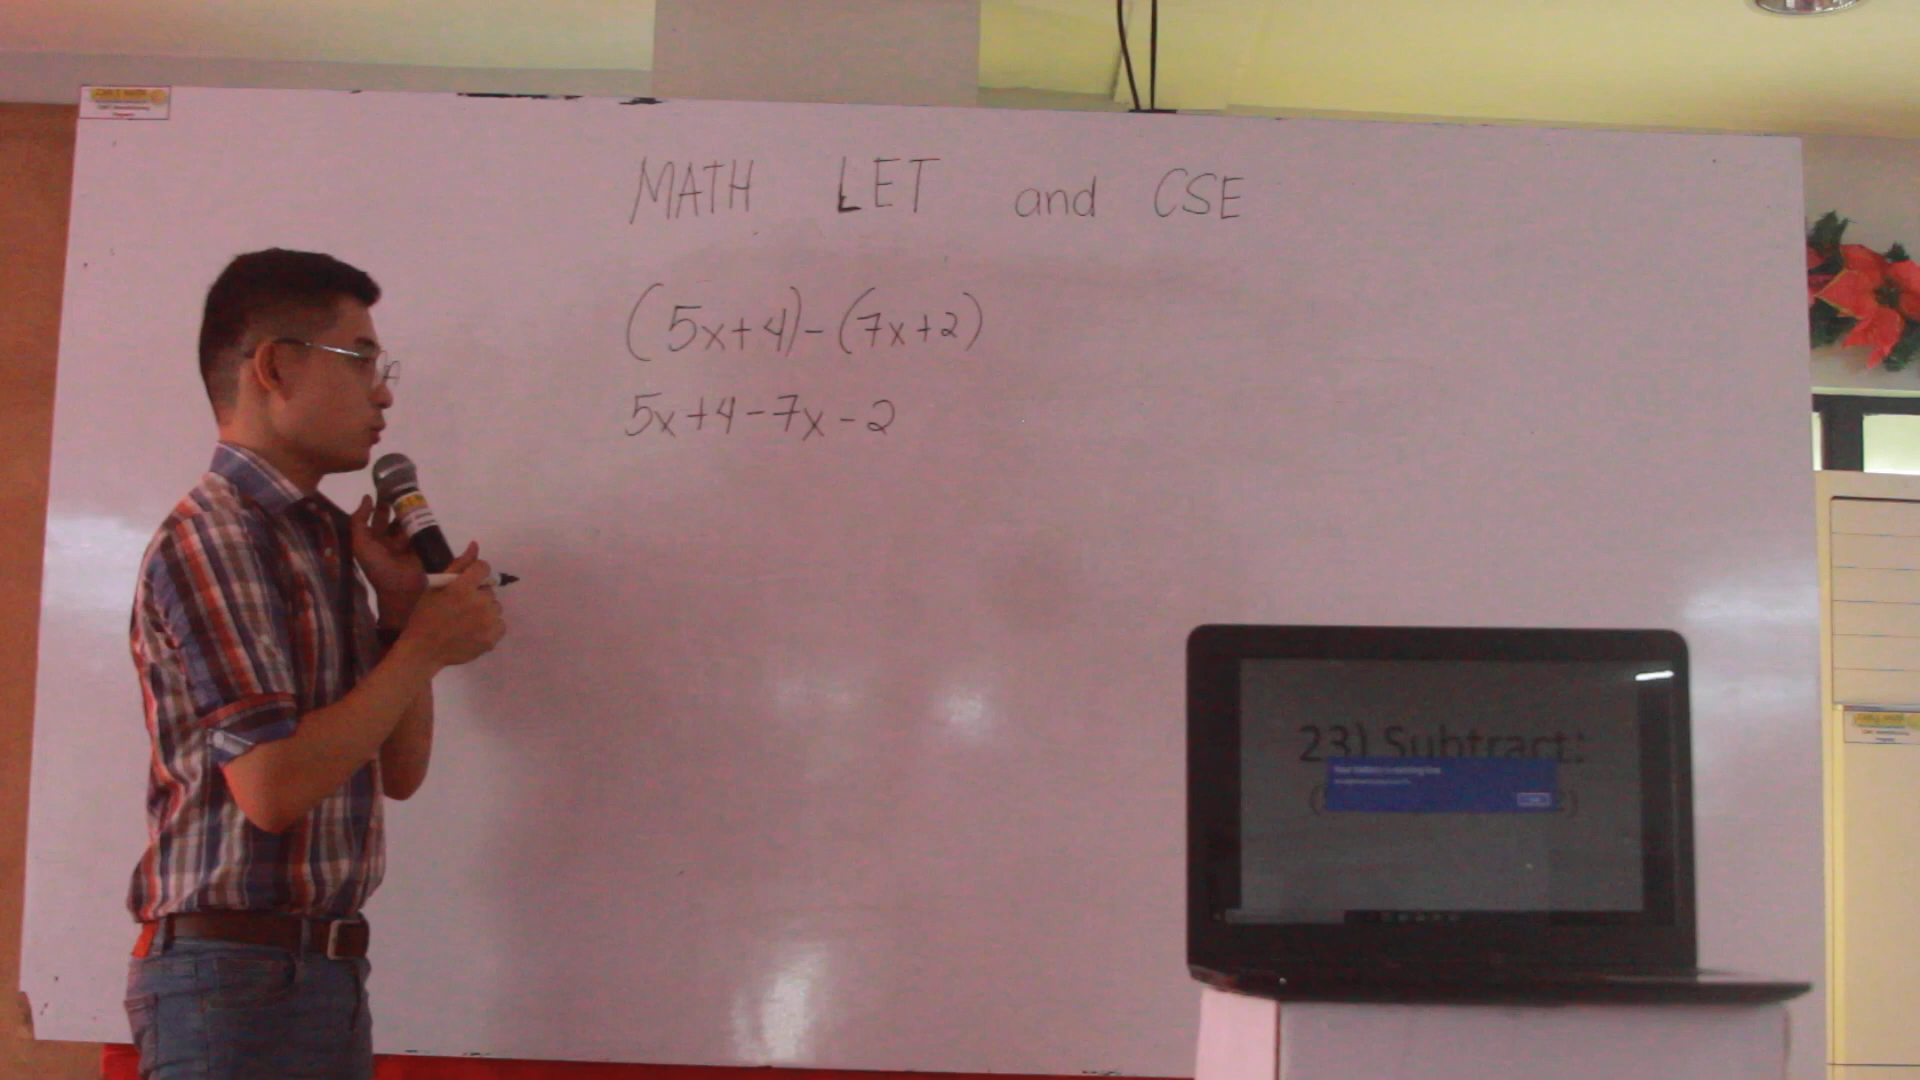 MATH LET and CSE
(5x+4)-(7x+2)
5x+4-7x-2
23) Subtract: